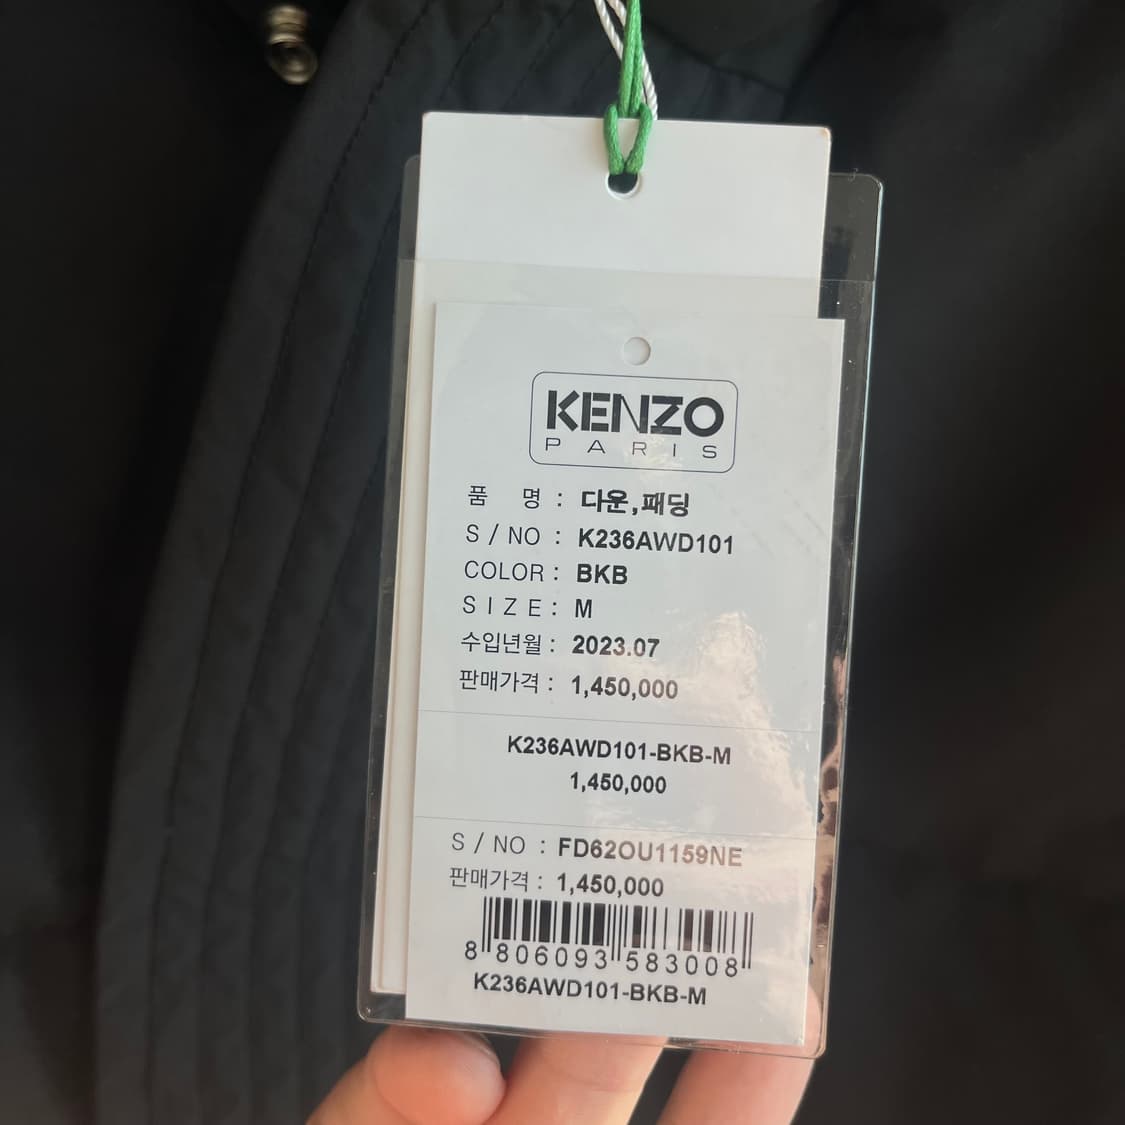 KENZO
PARIS
품 명 : 다운,패딩
S/NO : K236AWD101
COLOR : BKB
SIZE : M
수입년월 : 2023.07
판매가격 : 1,450,000
K236AWD101-BKB-M
1,450,000
S/NO : FD62OU1159NE
판매가격 : 1,450,000
8 806093 583008
K236AWD101-BKB-M